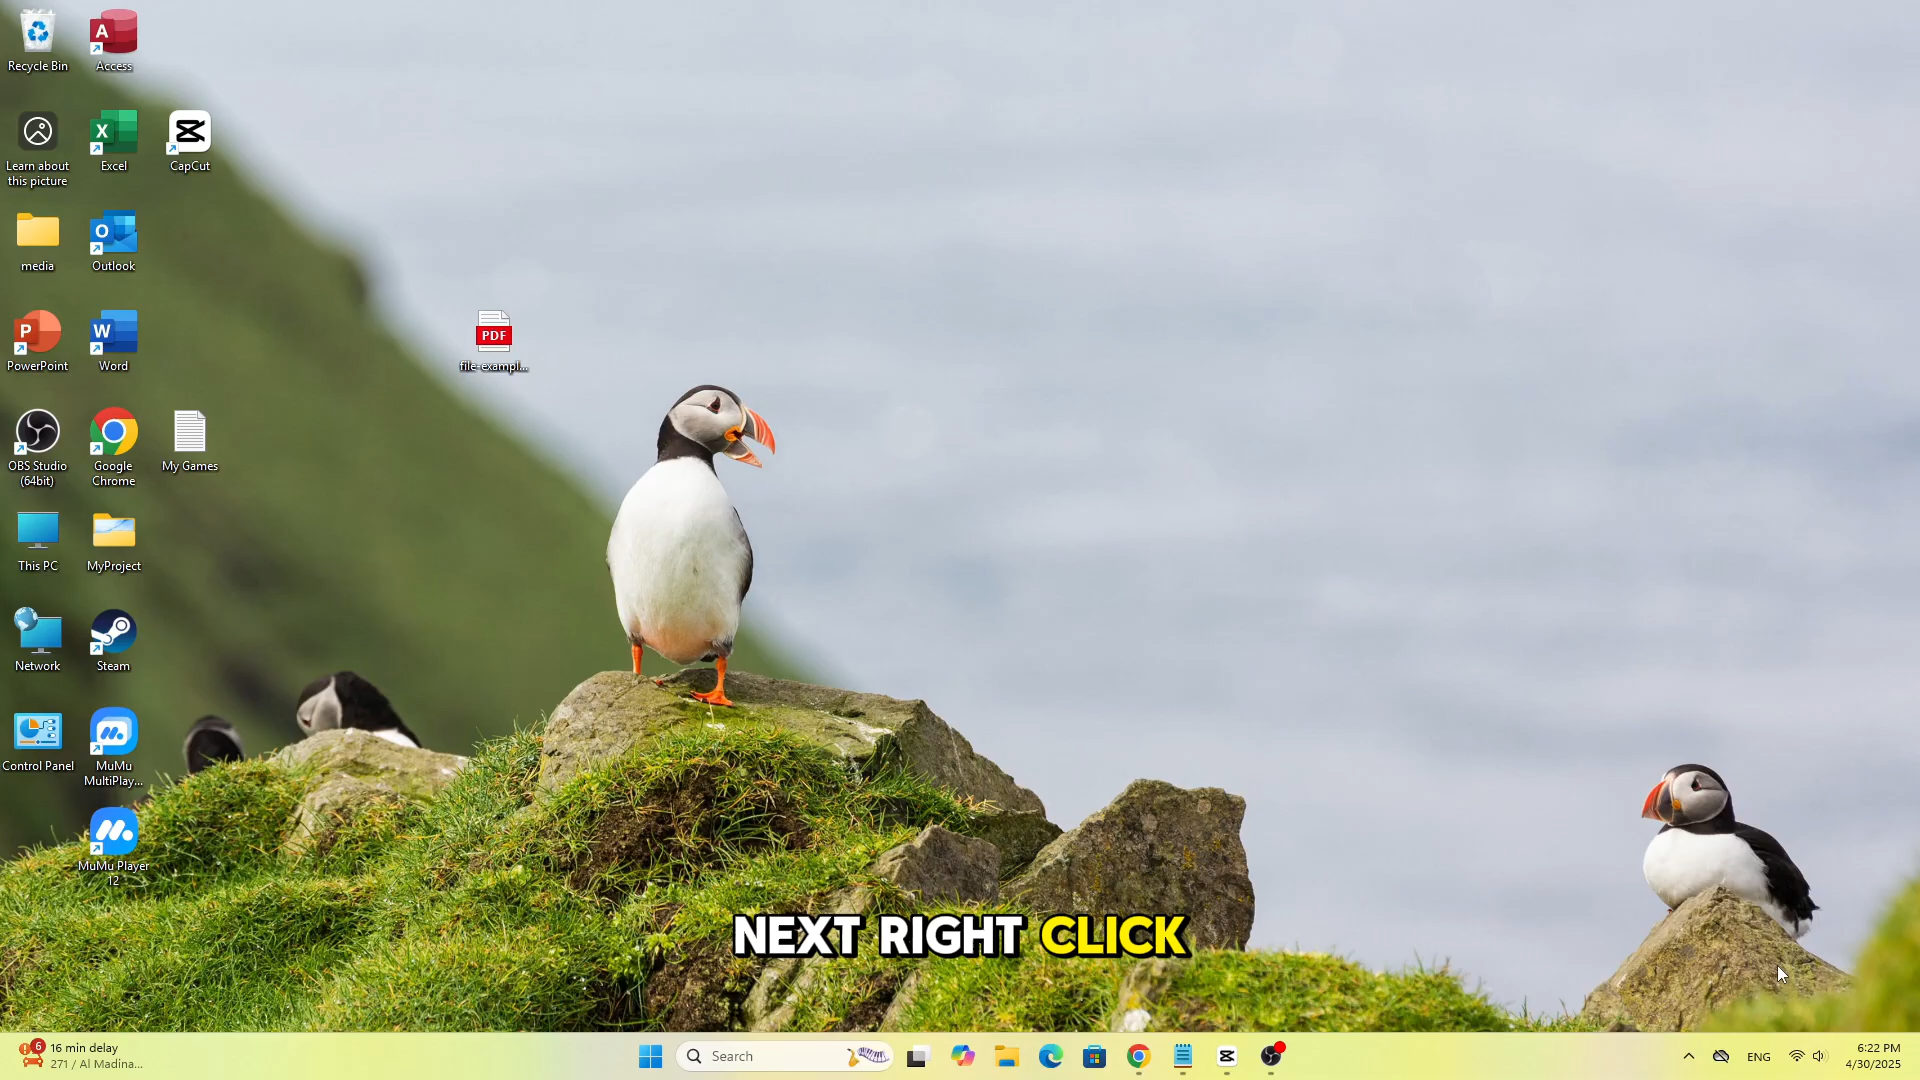 Recycle Bin
Access
Learn about
this picture
Excel
CapCut
media
Outlook
PowerPoint
Word
PDF
file-exampl...
OBS Studio
(64bit)
Google
Chrome
My Games
This PC
MyProject
Network
Steam
Control Panel
MuMu
MultiPlay...
MuMu Player
12
NEXT RIGHT CLICK
6
16 min delay
271 / Al Madina...
Search
ENG
6:22 PM
4/30/2025